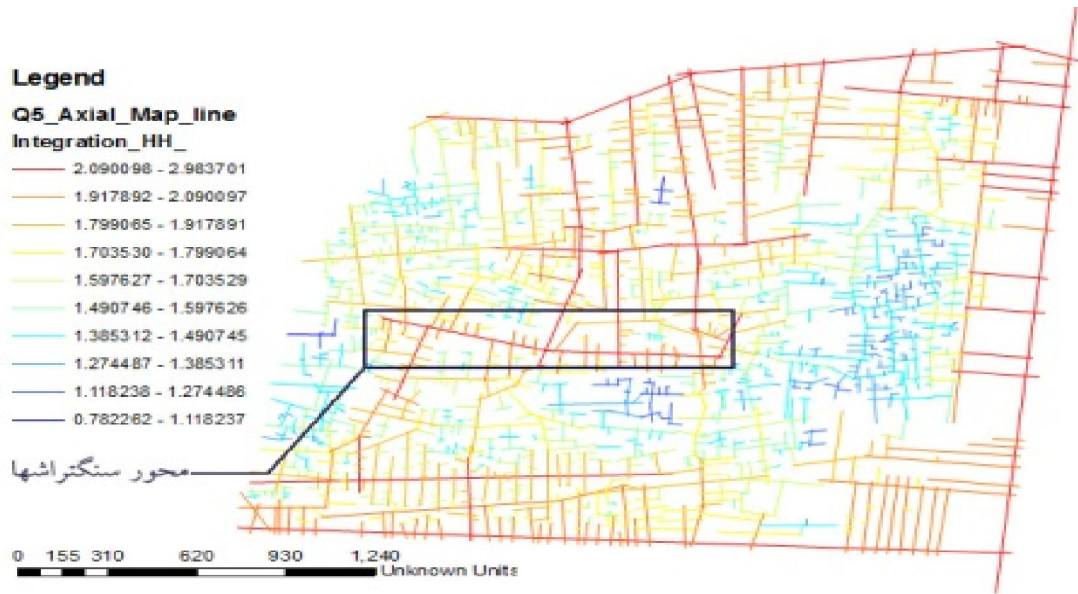 Legend
Q5_Axial_Map_line
Integration_HH_
2.090098 - 2.983701
1.917892 - 2.090097
1.799065 - 1.917891
1.703530 - 1.799064
1.597627 - 1.703529
1.490746 - 1.597626
1.385312 - 1.490745
1.274487 - 1.385311
1.118238 - 1.274486
0.782262 - 1.118237
محور سنگتراشها
0 155 310 620 930 1,240
Unknown Units